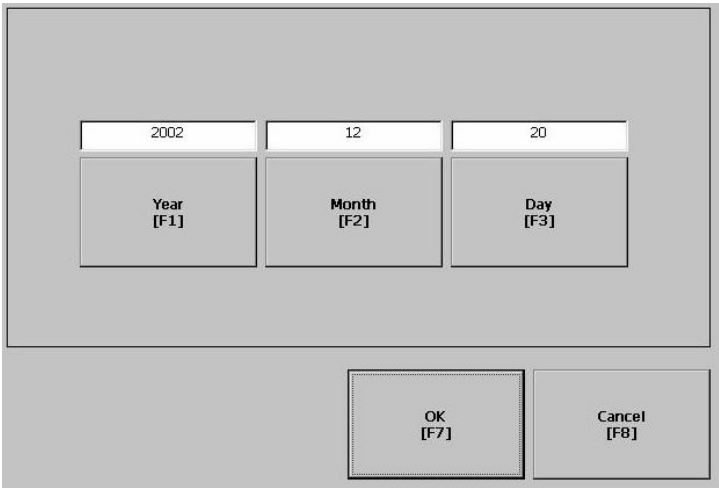 2002 12 20
Year Month Day
[F1] [F2] [F3]
OK Cancel
[F7] [F8]